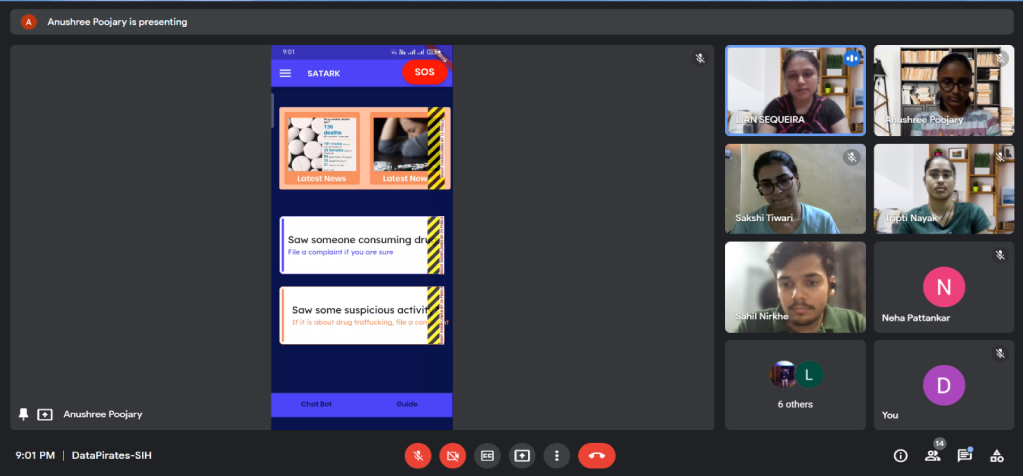 A
Anushree Poojary is presenting
9:01
SATARK
SOS
136
deaths
Latest News
Latest New
Saw someone consuming dru
File a complaint if you are sure
Saw some suspicious activit
If it is about drug traffucking, file a com
Chat Bot
Guide
Anushree Poojary
LIAN SEQUEIRA
Anushree Poojary
Sakshi Tiwari
Tripti Nayak
Sahil Nirkhe
N
Neha Pattankar
L
6 others
D
You
9:01 PM | DataPirates-SIH
CC
14